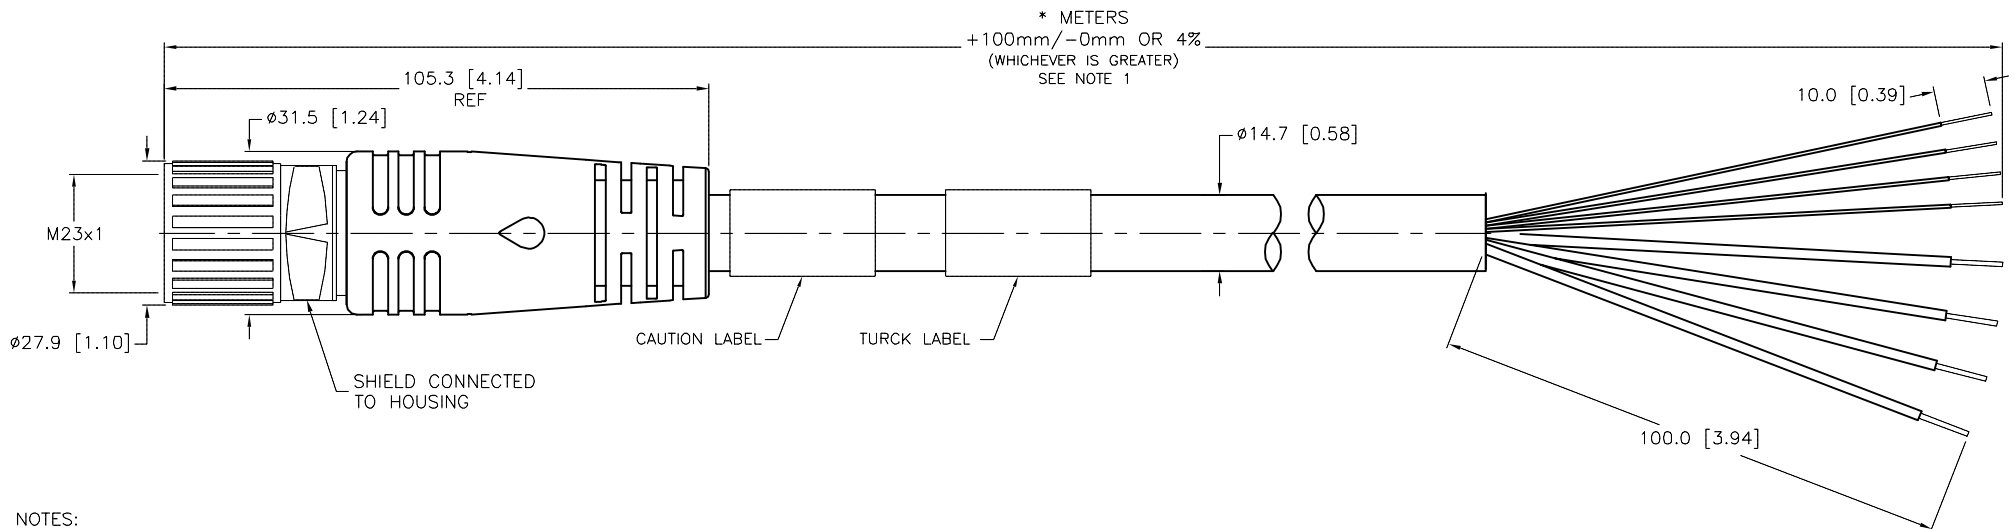 * METERS
+100mm/-0mm OR 4%
(WHICHEVER IS GREATER)
SEE NOTE 1
105.3 [4.14]
REF
10.0 [0.39]
ø31.5 [1.24]
ø14.7 [0.58]
M23x1
ø27.9 [1.10]
CAUTION LABEL
TURCK LABEL
SHIELD CONNECTED
TO HOUSING
100.0 [3.94]
NOTES: